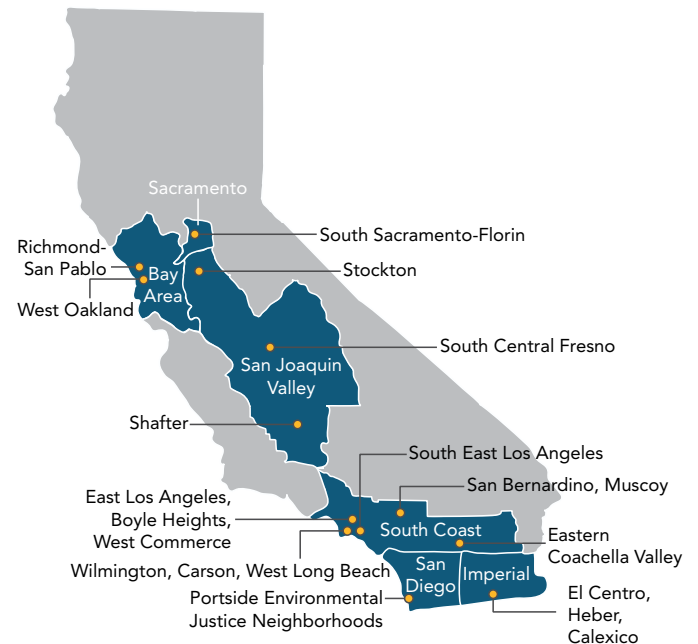 Sacramento
South Sacramento-Florin
Richmond-
San Pablo
Bay
Area
Stockton
West Oakland
South Central Fresno
San Joaquin
Valley
Shafter
South East Los Angeles
San Bernardino, Muscoy
East Los Angeles,
Boyle Heights,
West Commerce
South Coast
Eastern
Coachella Valley
Wilmington, Carson, West Long Beach
San
Diego
Imperial
Portside Environmental
Justice Neighborhoods
El Centro,
Heber,
Calexico